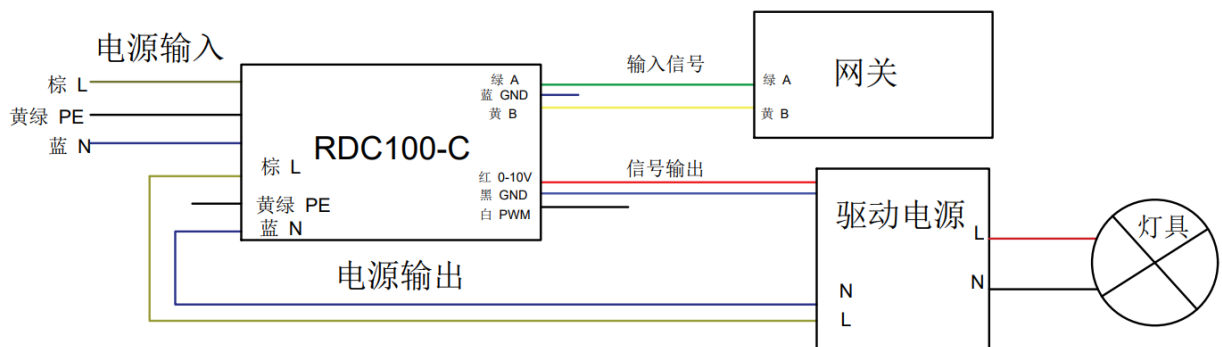 电源输入
棕 L
黄绿 PE
蓝 N
RDC100-C
棕 L
黄绿 PE
蓝 N
电源输出
绿 A
蓝 GND
黄 B
红 0-10V
黑 GND
白 PWM
输入信号
信号输出
绿 A
黄 B
网关
驱动电源
L
N
N
L
灯具